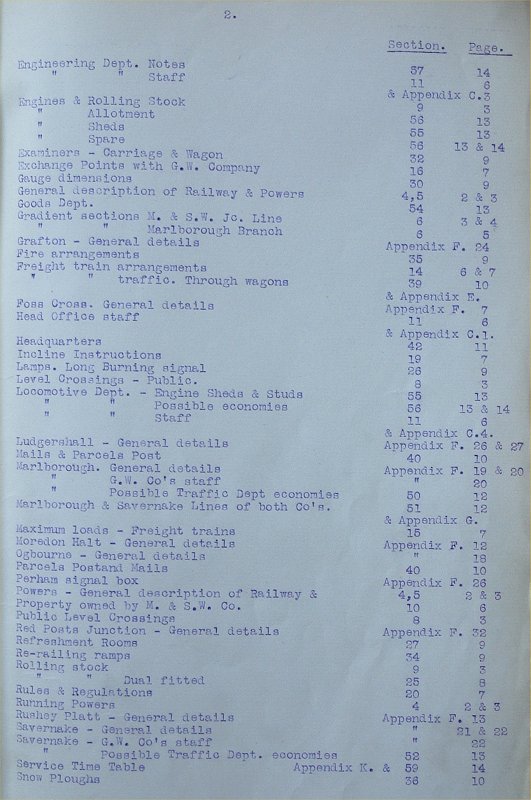 2.
Section. Page.
Engineering Dept. Notes 37 14
" " Staff 11 6
& Appendix C.3
Engines & Rolling Stock 9 3
" Allotment 56 13
" Sheds 55 13
" Spare 56 13 & 14
Examiners - Carriage & Wagon 32 9
Exchange Points with G.W. Company 16 7
Gauge dimensions 30 9
General description of Railway & Powers 4,5 2 & 3
Goods Dept. 54 13
Gradient sections M. & S.W. Jc. Line 6 3 & 4
" " Marlborough Branch 6 5
Grafton - General details Appendix F. 24
Fire arrangements 35 9
Freight train arrangements 14 6 & 7
" " traffic. Through wagons 39 10
& Appendix E.
Foss Cross. General details Appendix F. 7
Head Office staff 11 6
& Appendix C.1.
Headquarters 42 11
Incline Instructions 19 7
Lamps. Long Burning signal 26 9
Level Crossings - Public. 8 3
Locomotive Dept. - Engine Sheds & Studs 55 13
" " Possible economies 56 13 & 14
" " Staff 11 6
& Appendix C.4.
Ludgershall - General details Appendix F. 26 & 27
Mails & Parcels Post 40 10
Marlborough. General details Appendix F. 19 & 20
" G.W. Co's staff " 20
" Possible Traffic Dept economies 50 12
Marlborough & Savernake Lines of both Co's. 51 12
& Appendix G.
Maximum loads - Freight trains 15 7
Moredon Halt - General details Appendix F. 12
Ogbourne - General details " 18
Parcels Postand Mails 40 10
Perham signal box Appendix F. 26
Powers - General description of Railway & 4,5 2 & 3
Property owned by M. & S.W. Co. 10 6
Public Level Crossings 8 3
Red Posts Junction - General details Appendix F. 32
Refreshment Rooms 27 9
Re-railing ramps 34 9
Rolling stock 9 3
" " Dual fitted 25 8
Rules & Regulations 20 7
Running Powers 4 2 & 3
Rushey Platt - General details Appendix F. 13
Savernake - General details " 21 & 22
Savernake - G.W. Co's staff " 22
" Possible Traffic Dept. economies 52 13
Service Time Table Appendix K. & 59 14
Snow Ploughs 36 10